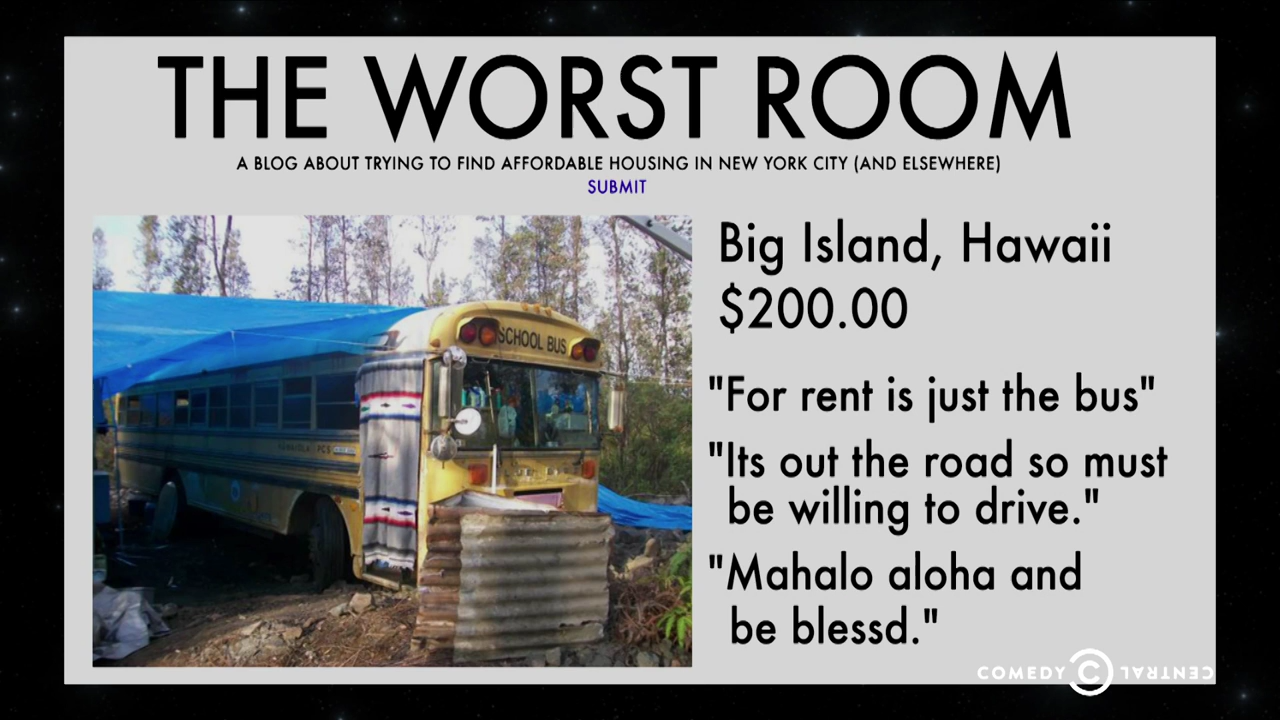 THE WORST ROOM
A BLOG ABOUT TRYING TO FIND AFFORDABLE HOUSING IN NEW YORK CITY (AND ELSEWHERE)
SUBMIT
SCHOOL BUS
Big Island, Hawaii
$200.00
"For rent is just the bus"
"Its out the road so must
be willing to drive."
"Mahalo aloha and
be blessd."
COMEDY C CENTRAL